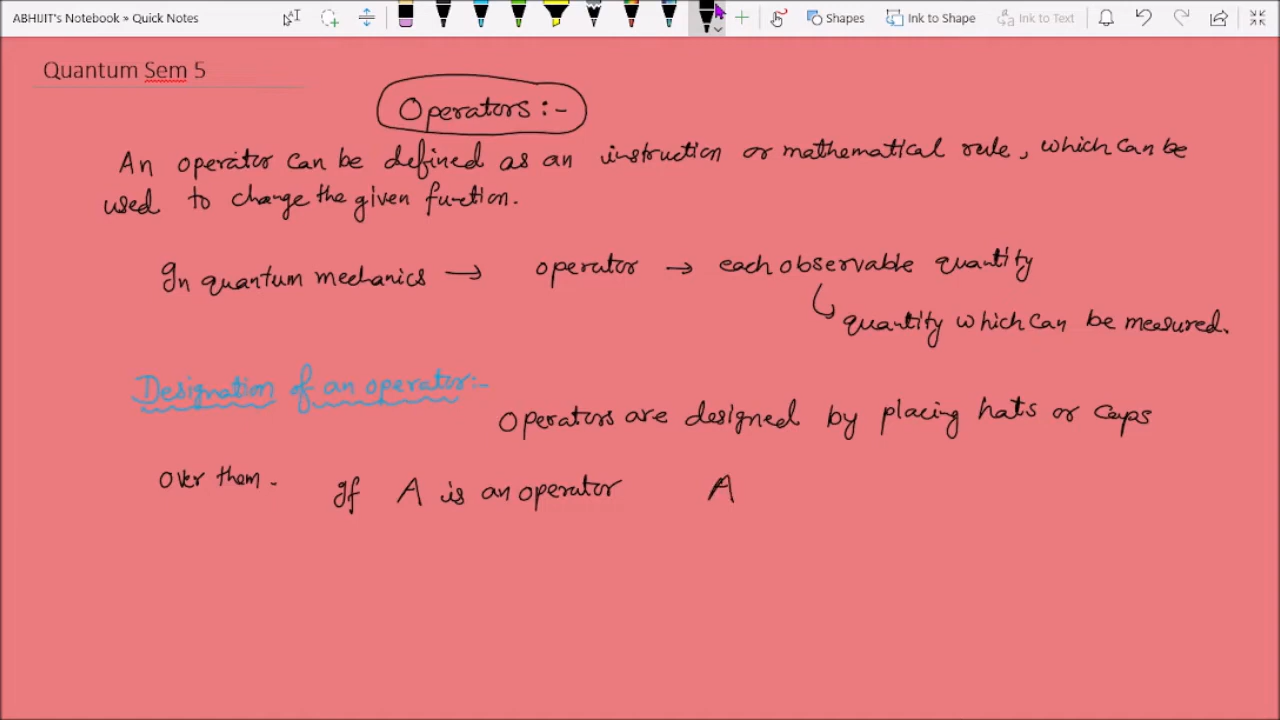 ABHIJIT's Notebook » Quick Notes
Shapes
Ink to Shape
Ink to Text
Quantum Sem 5
Operators :-
An operator can be defined as an instruction or mathematical rule, which can be
used to change the given function.
In quantum mechanics → operator → each observable quantity
quantity which can be measured.
Designation of an operator:-
Operators are designed by placing hats or caps
over them.
If A is an operator A